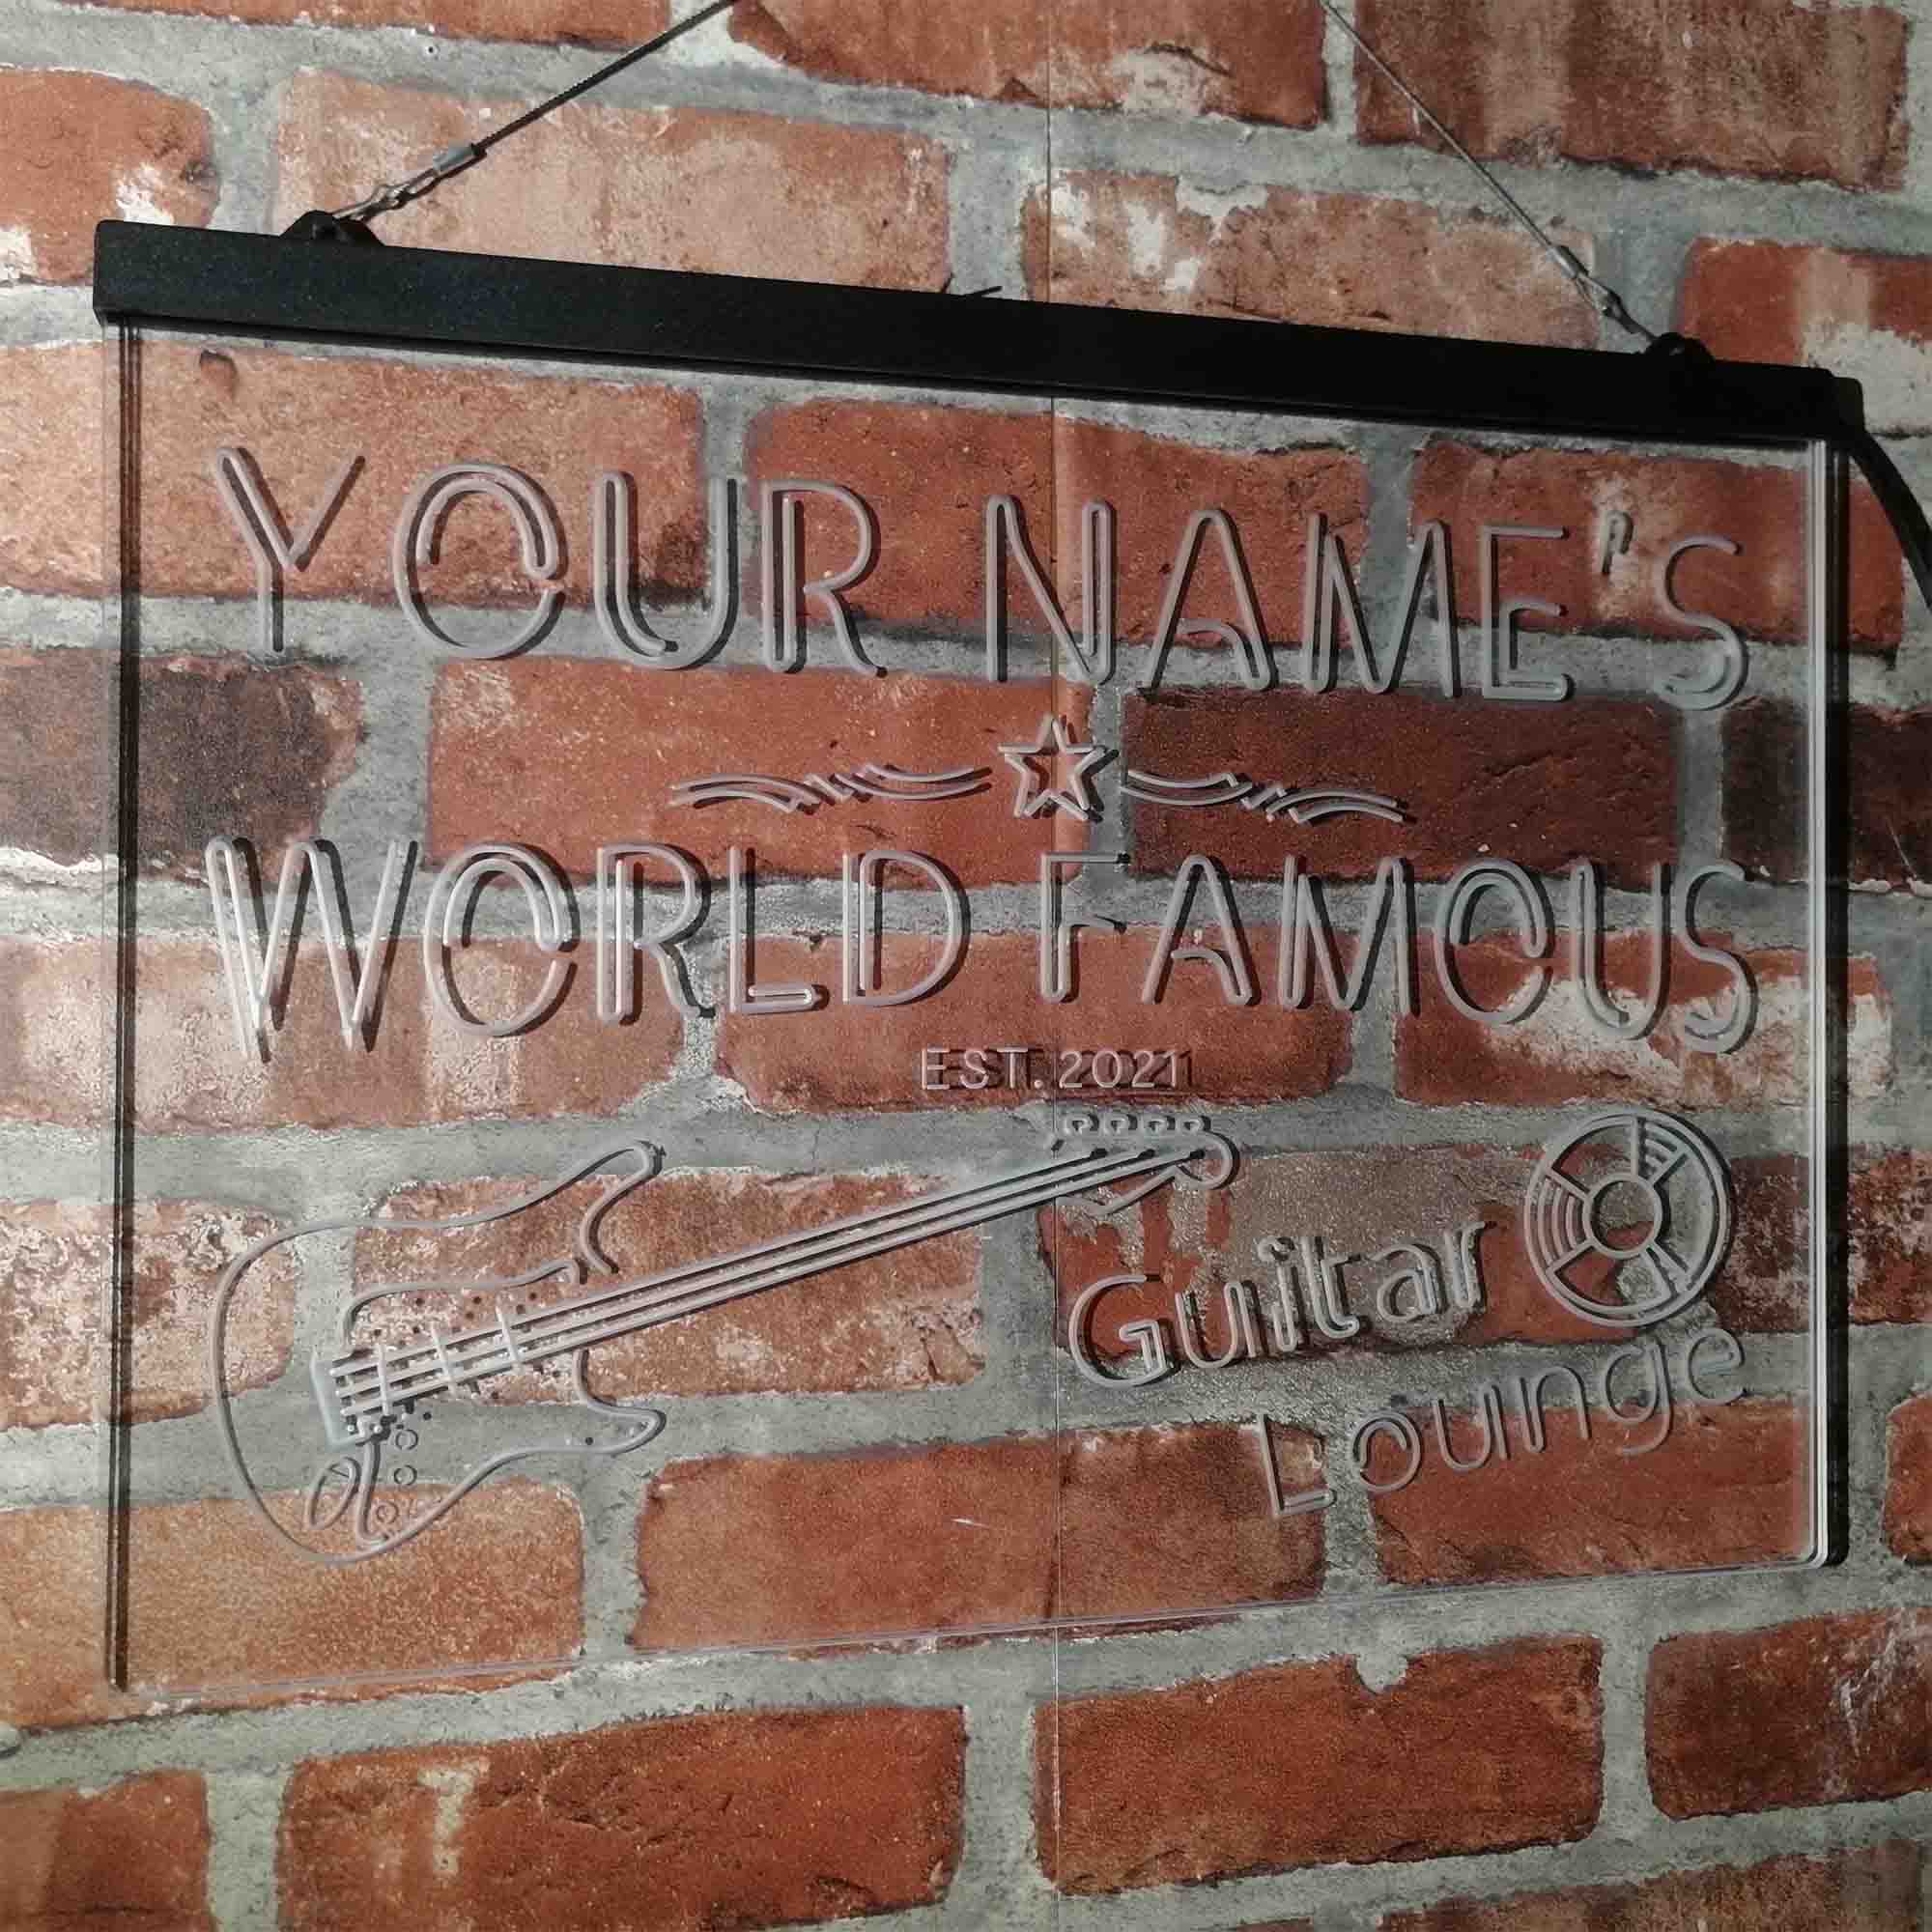 YOUR NAME'S
WORLD FAMOUS
EST. 2021
Guitar
Lounge